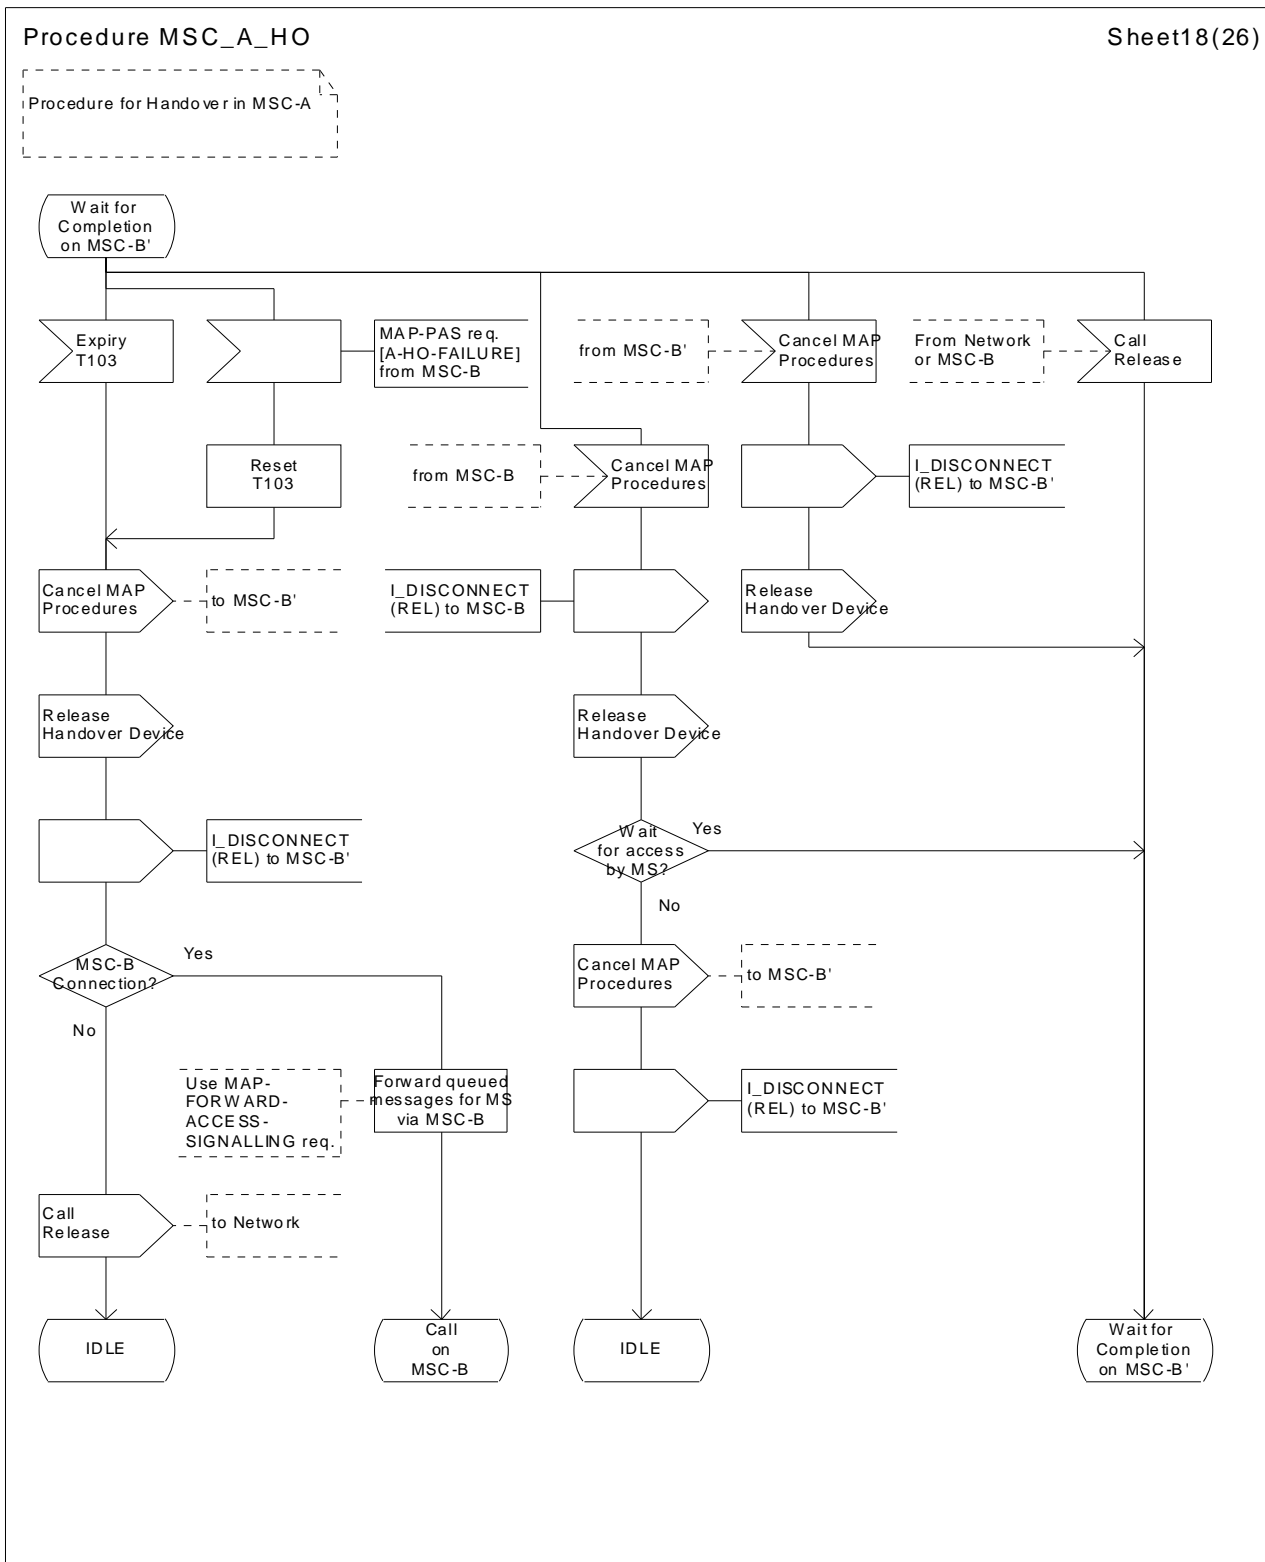 Procedure MSC_A_HO
Sheet18(26)
Procedure for Handover in MSC-A
Wait for
Completion
on MSC-B'
Expiry
T103
MAP-PAS req.
[A-HO-FAILURE]
from MSC-B
from MSC-B'
Cancel MAP
Procedures
From Network
or MSC-B
Call
Release
Reset
T103
from MSC-B
Cancel MAP
Procedures
I_DISCONNECT
(REL) to MSC-B'
Cancel MAP
Procedures
to MSC-B'
I_DISCONNECT
(REL) to MSC-B
Release
Handover Device
Release
Handover Device
Release
Handover Device
I_DISCONNECT
(REL) to MSC-B'
Wait
for access
by MS?
Yes
No
MSC-B
Connection?
Yes
No
Cancel MAP
Procedures
to MSC-B'
Use MAP-
FORWARD-
ACCESS-
SIGNALLING req.
Forward queued
messages for MS
via MSC-B
I_DISCONNECT
(REL) to MSC-B'
Call
Release
to Network
IDLE
Call
on
MSC-B
IDLE
Wait for
Completion
on MSC-B'